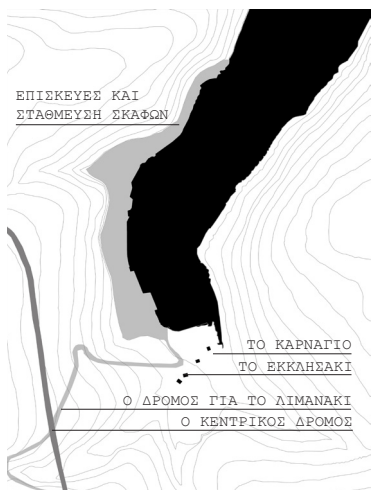 ΕΠΙΣΚΕΥΕΣ ΚΑΙ
ΣΤΑΘΜΕΥΣΗ ΣΚΑΦΩΝ
ΤΟ ΚΑΡΝΑΓΙΟ
ΤΟ ΕΚΚΛΗΣΑΚΙ
Ο ΔΡΟΜΟΣ ΓΙΑ ΤΟ ΛΙΜΑΝΑΚΙ
Ο ΚΕΝΤΡΙΚΟΣ ΔΡΟΜΟΣ